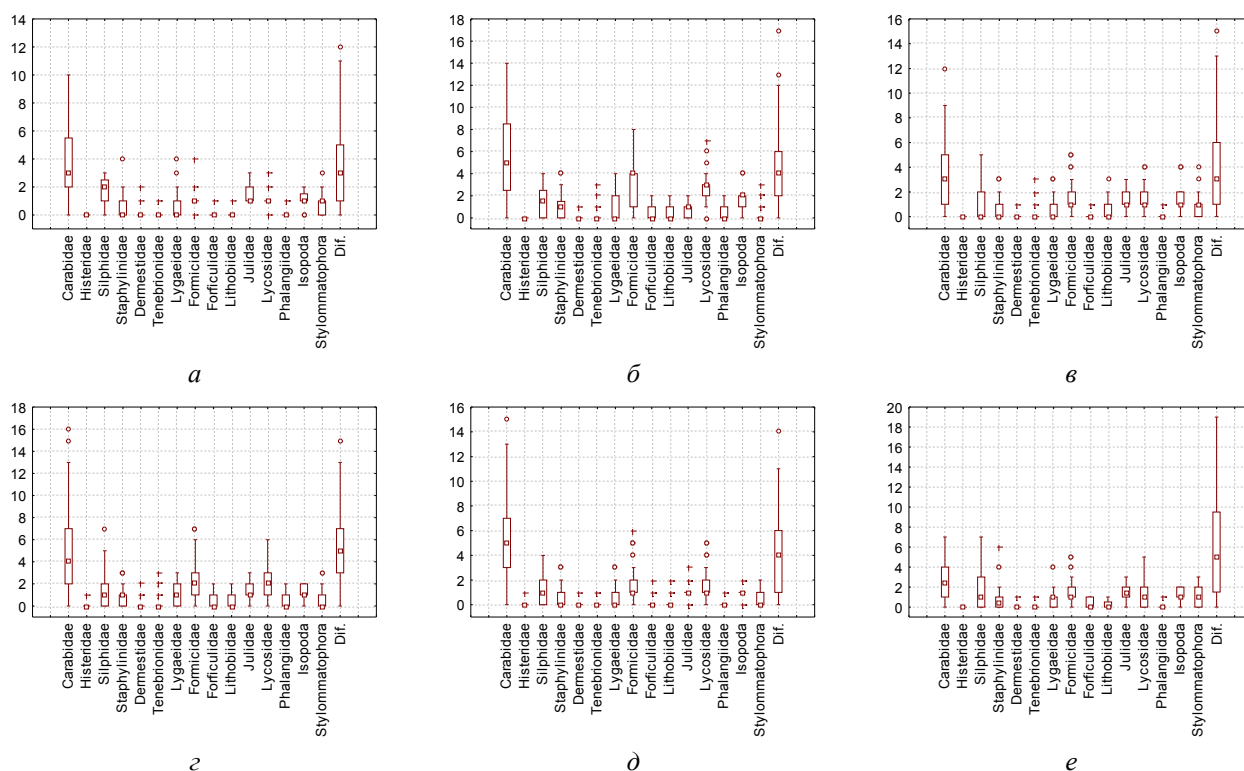 14
12
10
8
6
4
2
0
Carabidae
Histeridae
Silphidae
Staphylinidae
Dermestidae
Tenebrionidae
Lygaeidae
Formicidae
Forficulidae
Lithobiidae
Julidae
Lycosidae
Phalangiidae
Isopoda
Stylommatophora
Dif.
а
18
16
14
12
10
8
6
4
2
0
Carabidae
Histeridae
Silphidae
Staphylinidae
Dermestidae
Tenebrionidae
Lygaeidae
Formicidae
Forficulidae
Lithobiidae
Julidae
Lycosidae
Phalangiidae
Isopoda
Stylommatophora
Dif.
б
16
14
12
10
8
6
4
2
0
Carabidae
Histeridae
Silphidae
Staphylinidae
Dermestidae
Tenebrionidae
Lygaeidae
Formicidae
Forficulidae
Lithobiidae
Julidae
Lycosidae
Phalangiidae
Isopoda
Stylommatophora
Dif.
в
18
16
14
12
10
8
6
4
2
0
Carabidae
Histeridae
Silphidae
Staphylinidae
Dermestidae
Tenebrionidae
Lygaeidae
Formicidae
Forficulidae
Lithobiidae
Julidae
Lycosidae
Phalangiidae
Isopoda
Stylommatophora
Dif.
г
16
14
12
10
8
6
4
2
0
Carabidae
Histeridae
Silphidae
Staphylinidae
Dermestidae
Tenebrionidae
Lygaeidae
Formicidae
Forficulidae
Lithobiidae
Julidae
Lycosidae
Phalangiidae
Isopoda
Stylommatophora
Dif.
д
20
18
16
14
12
10
8
6
4
2
0
Carabidae
Histeridae
Silphidae
Staphylinidae
Dermestidae
Tenebrionidae
Lygaeidae
Formicidae
Forficulidae
Lithobiidae
Julidae
Lycosidae
Phalangiidae
Isopoda
Stylommatophora
Dif.
е